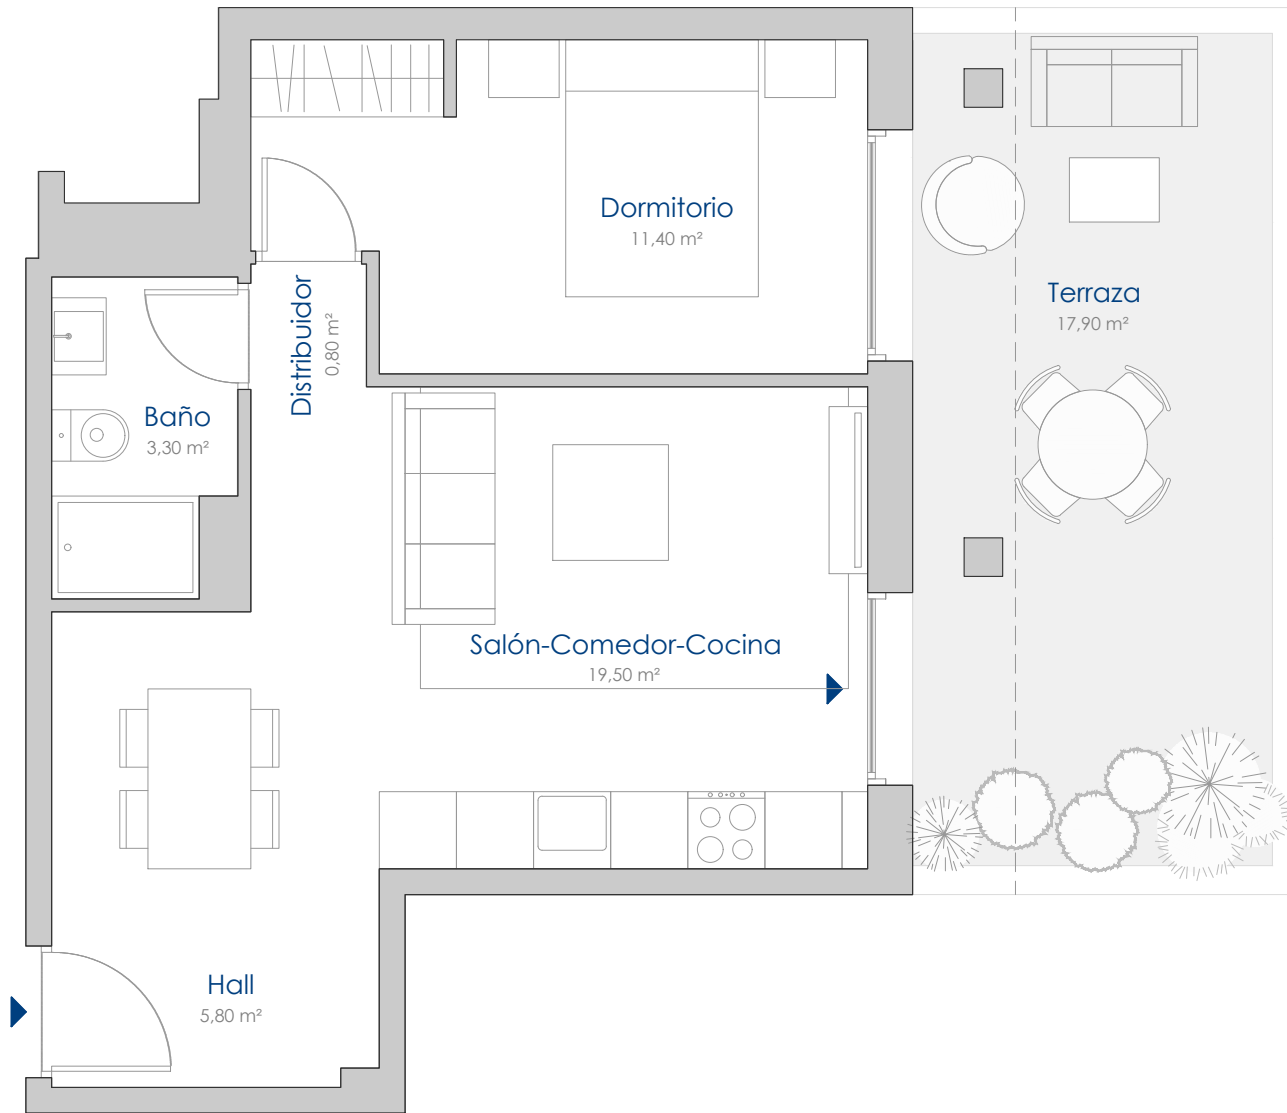 Dormitorio
11,40 m²
Terraza
17,90 m²
Distribuidor
0,80 m²
Baño
3,30 m²
Salón-Comedor-Cocina
19,50 m²
Hall
5,80 m²